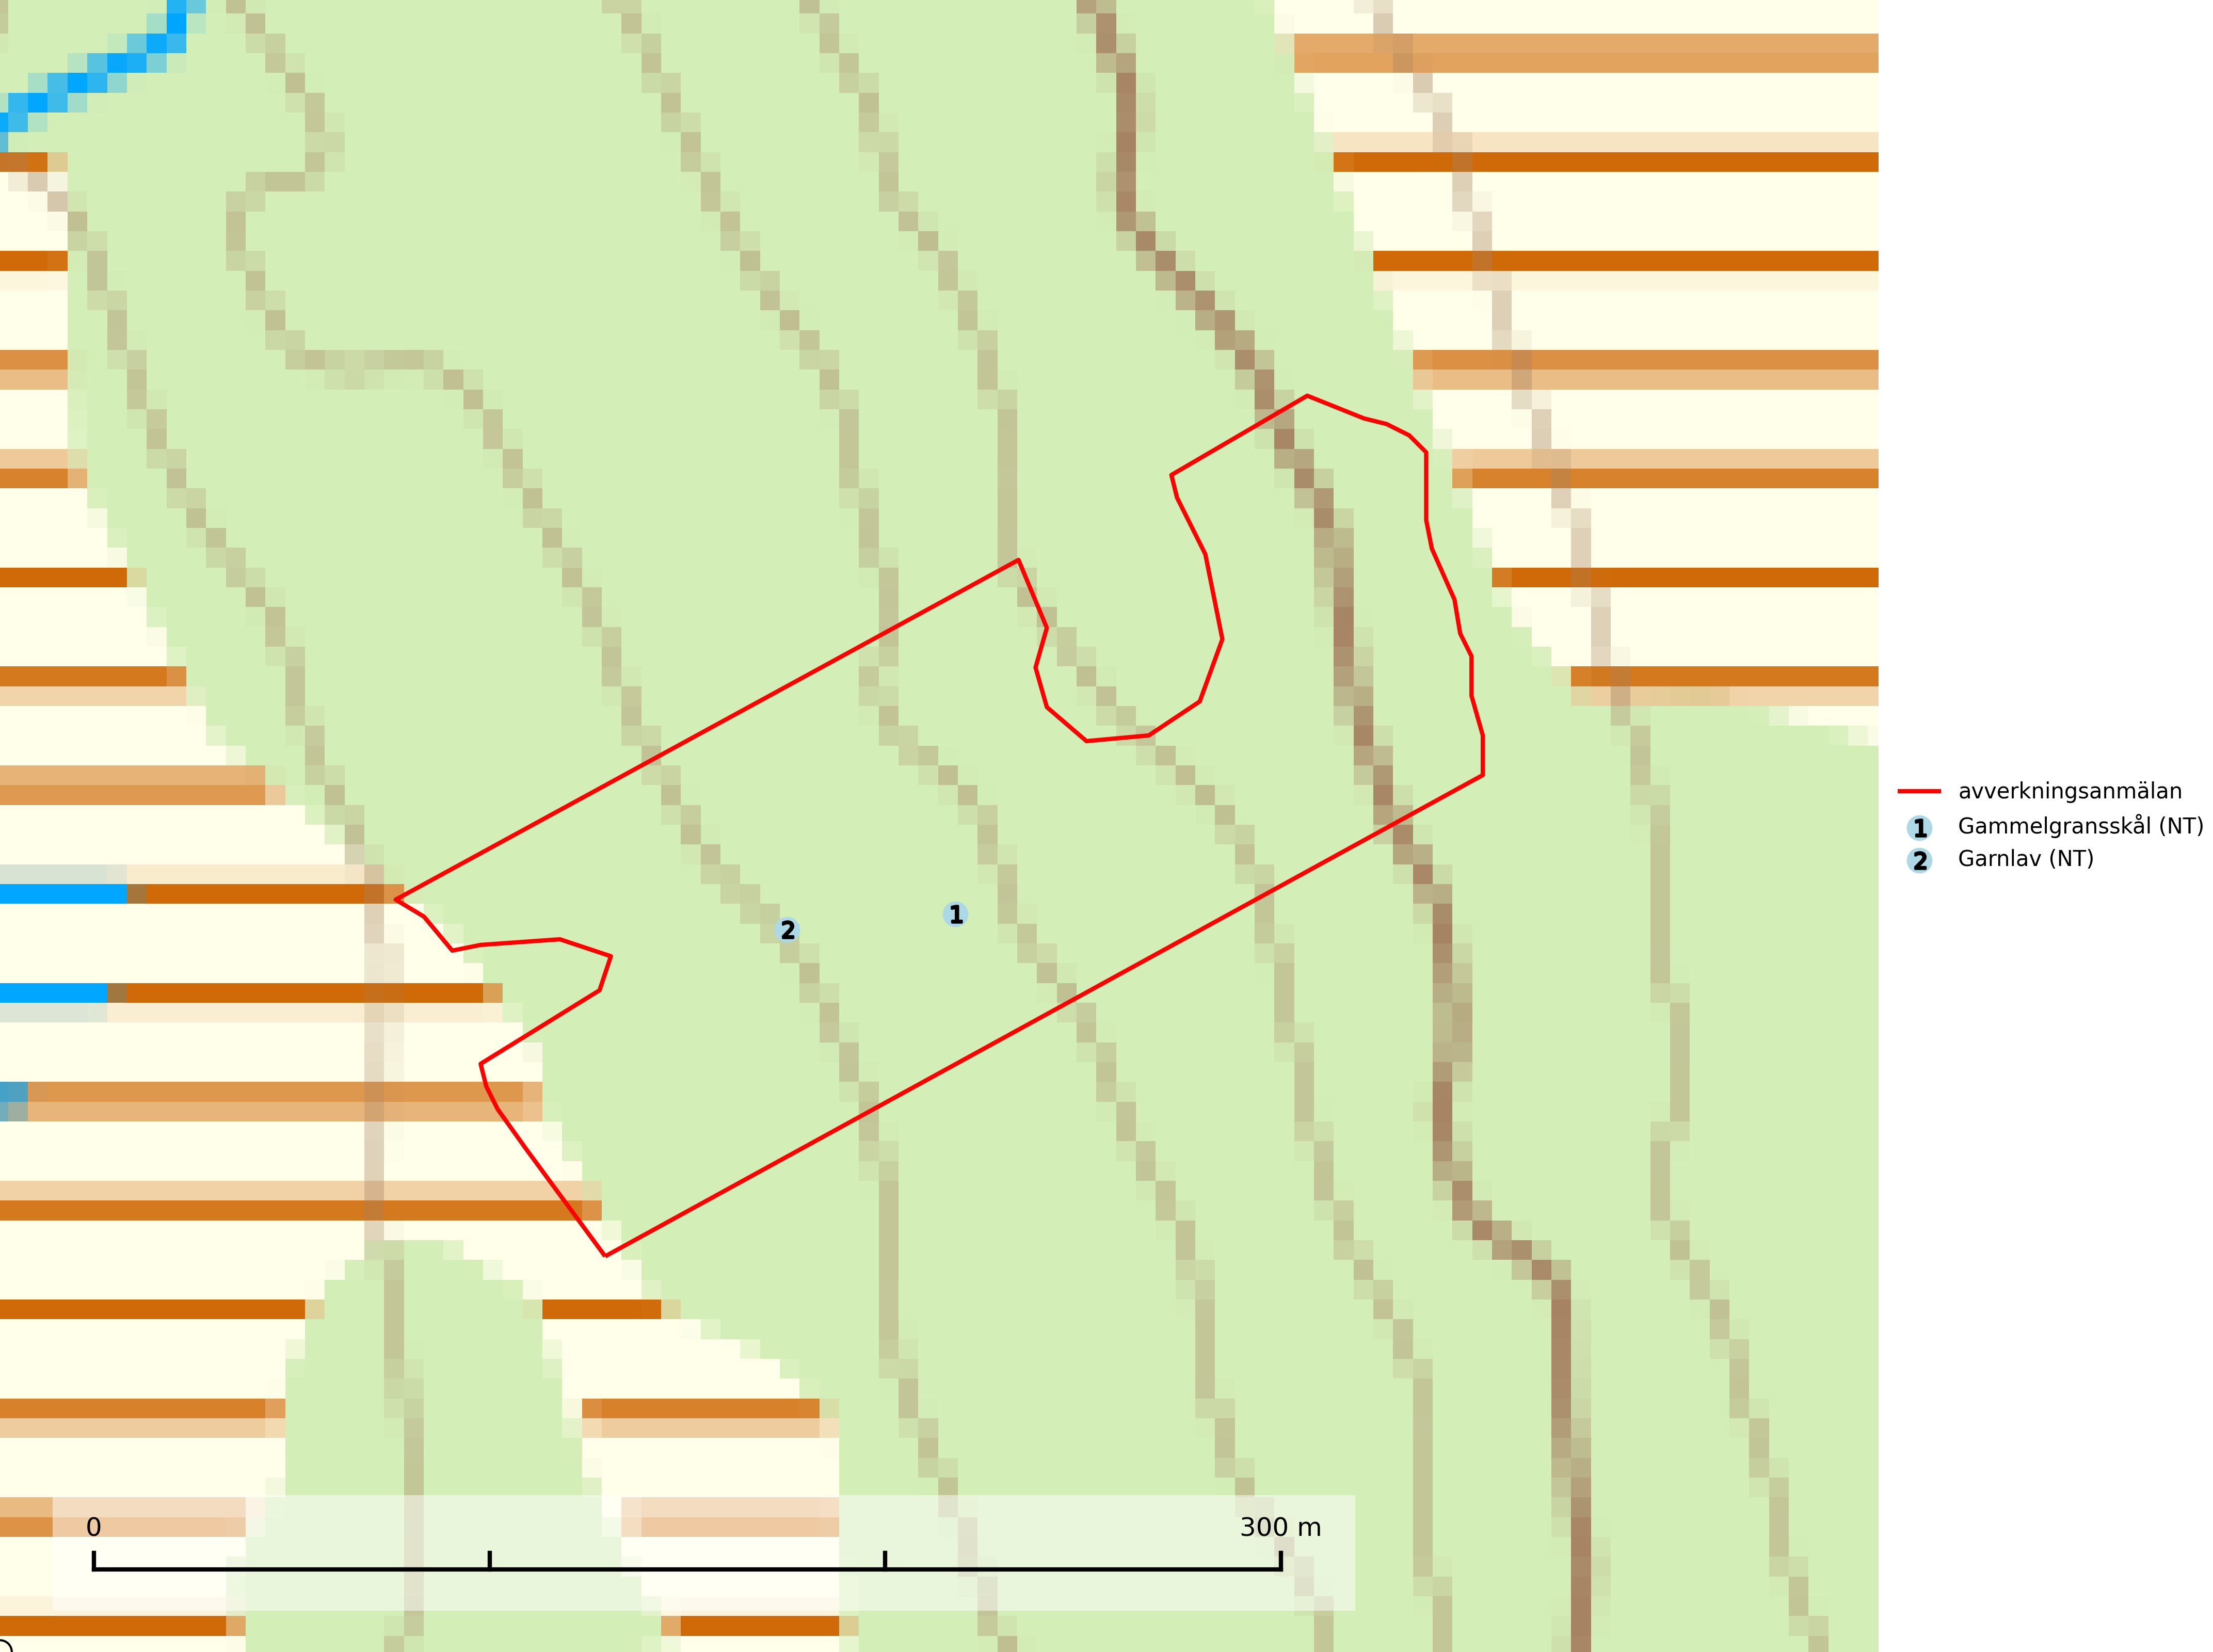 avverkningsanmälan
1 Gammelgransskål (NT)
2 Garnlav (NT)
1
2
0 300 m